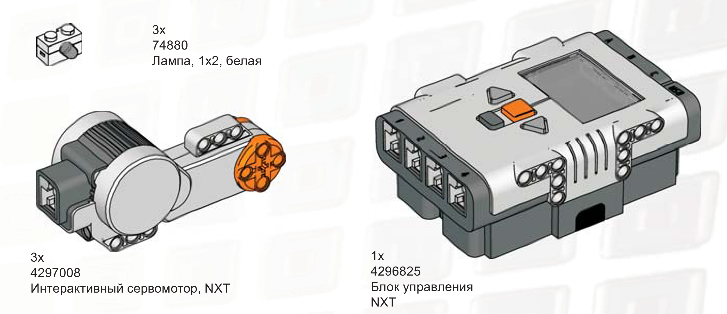 3x
74880
Лампа, 1x2, белая
3x
4297008
Интерактивный сервомотор, NXT
1x
4296825
Блок управления
NXT